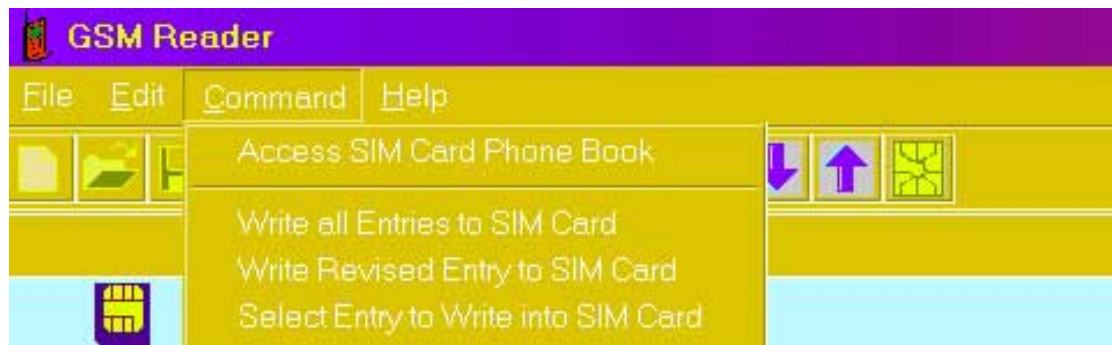 GSM Reader
File Edit Command Help
Access SIM Card Phone Book
Write all Entries to SIM Card
Write Revised Entry to SIM Card
Select Entry to Write into SIM Card